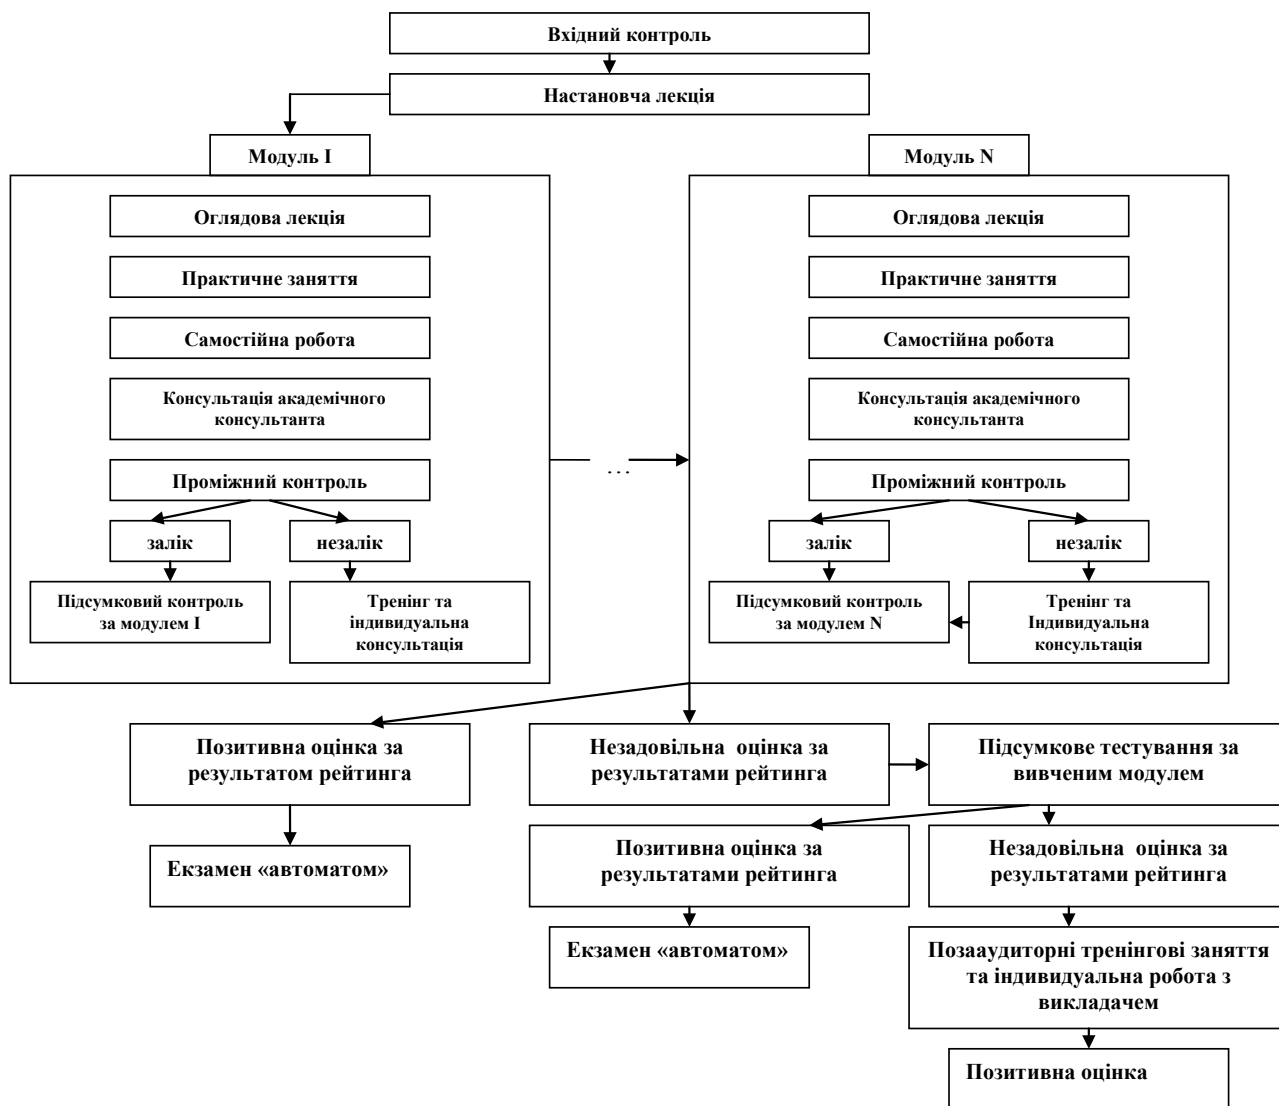 Вхідний контроль
Настановча лекція
Модуль I
Оглядова лекція
Практичне заняття
Самостійна робота
Консультація академічного
консультанта
Проміжний контроль
залік
незалік
Підсумковий контроль
за модулем I
Тренінг та
індивидуальна
консультація
...
Модуль N
Оглядова лекція
Практичне заняття
Самостійна робота
Консультація академічного
консультанта
Проміжний контроль
залік
незалік
Підсумковий контроль
за модулем N
Тренінг та
Індивидуальна
консультація
Позитивна оцінка за
результатом рейтинга
Незадовільна оцінка за
результатами рейтинга
Підсумкове тестування за
вивченим модулем
Екзамен «автоматом»
Позитивна оцінка за
результатами рейтинга
Незадовільна оцінка за
результатами рейтинга
Екзамен «автоматом»
Позааудиторні тренінгові заняття
та індивидуальна робота з
викладачем
Позитивна оцінка